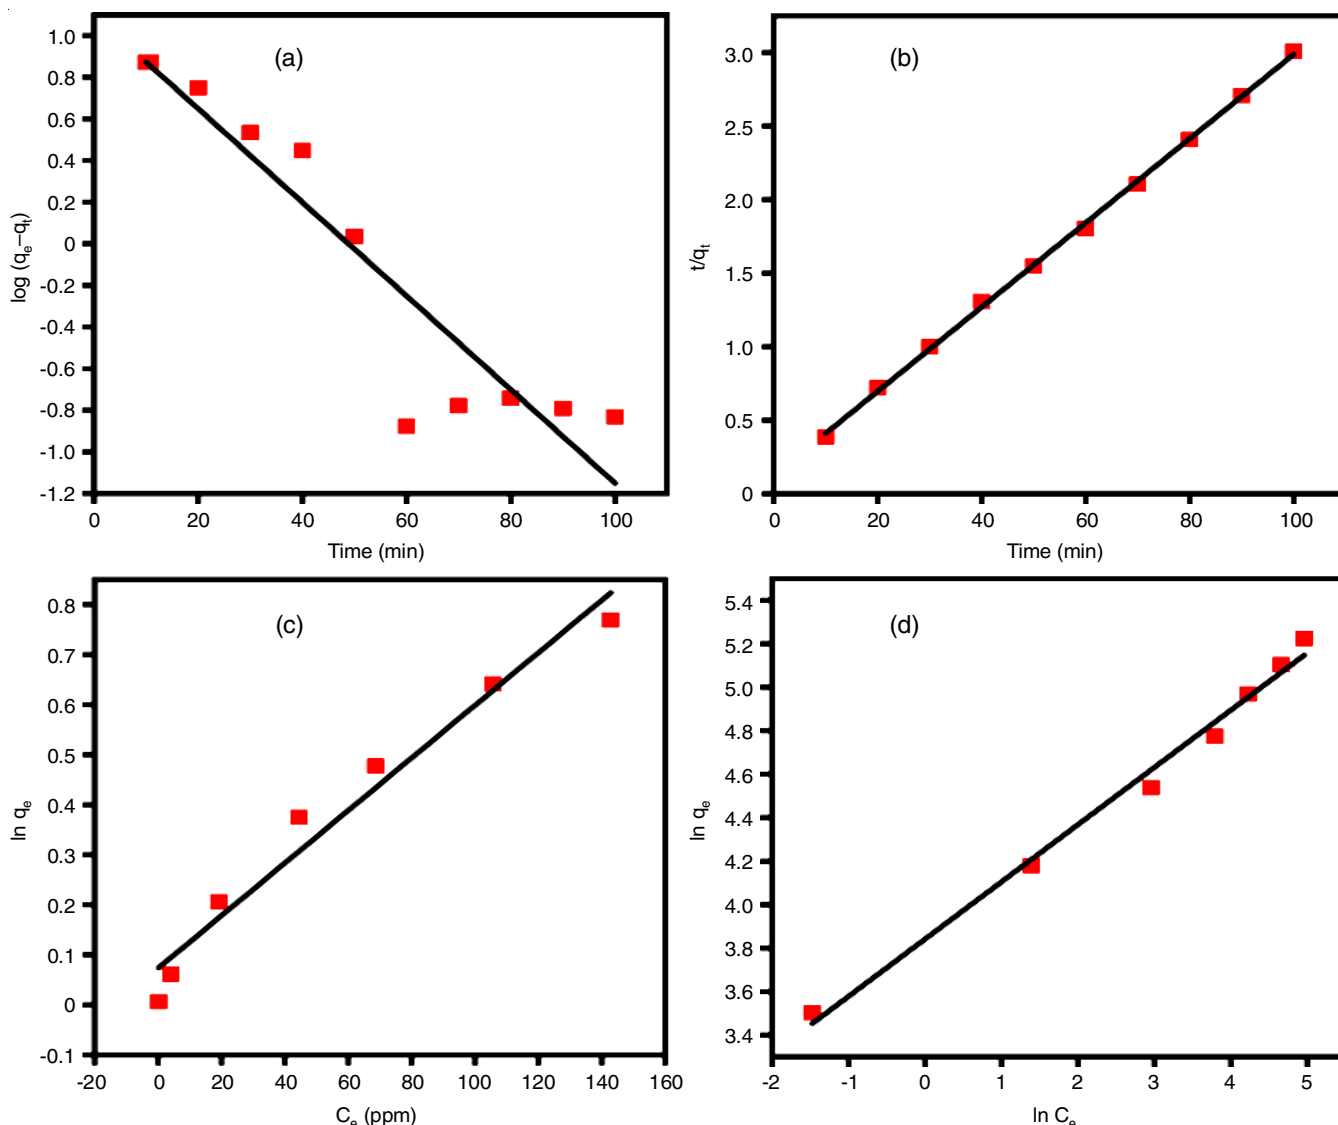 (a)
1.0
0.8
0.6
0.4
0.2
0
-0.2
-0.4
-0.6
-0.8
-1.0
-1.2
log (qe–qt)
0 20 40 60 80 100
Time (min)
(b)
3.0
2.5
2.0
1.5
1.0
0.5
0
t/qt
0 20 40 60 80 100
Time (min)
(c)
0.8
0.7
0.6
0.5
0.4
0.3
0.2
0.1
0
-0.1
ln qe
-20 0 20 40 60 80 100 120 140 160
Ce (ppm)
(d)
5.4
5.2
5.0
4.8
4.6
4.4
4.2
4.0
3.8
3.6
3.4
ln qe
-2 -1 0 1 2 3 4 5
ln Ce